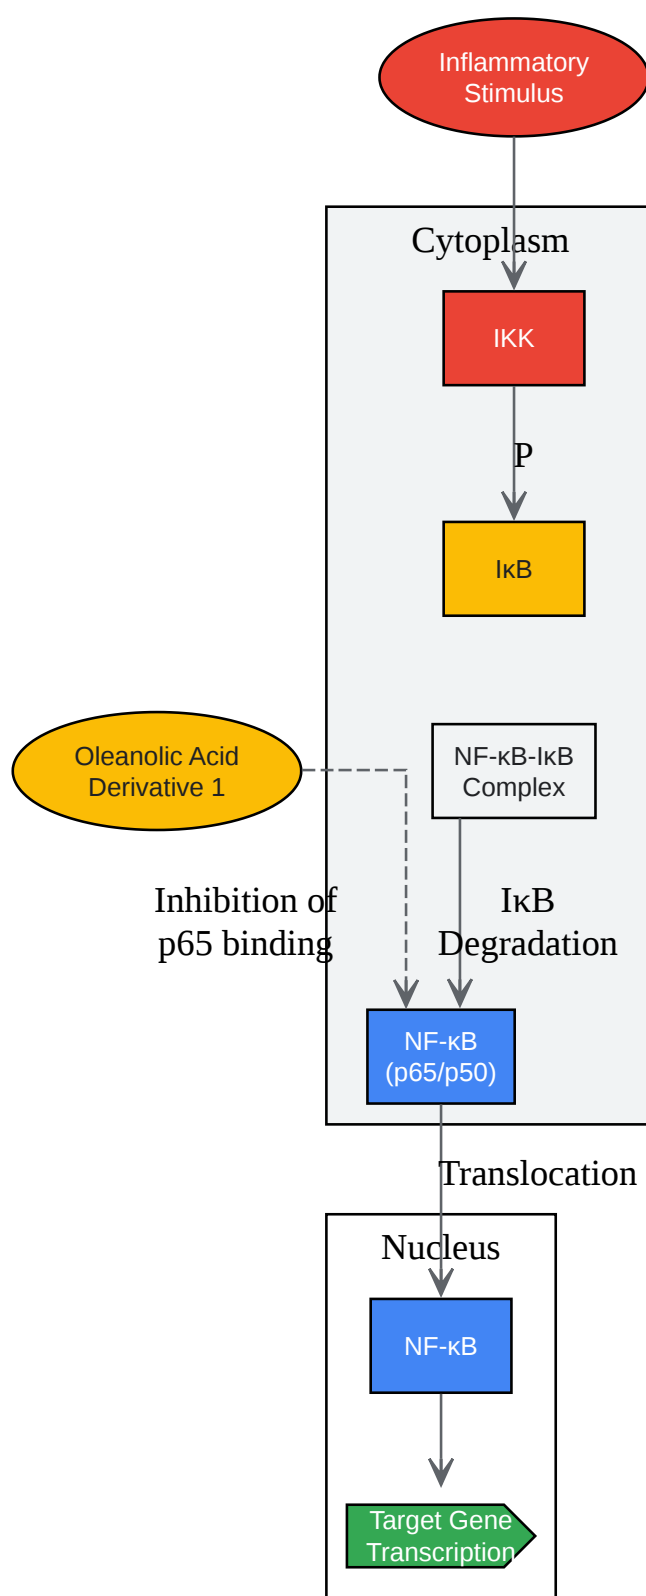 Inflammatory
Stimulus
Cytoplasm
IKK
P
IκB
Oleanolic Acid
Derivative 1
NF-κB-IκB
Complex
Inhibition of
p65 binding
IκB
Degradation
NF-κB
(p65/p50)
Translocation
Nucleus
NF-κB
Target Gene
Transcription